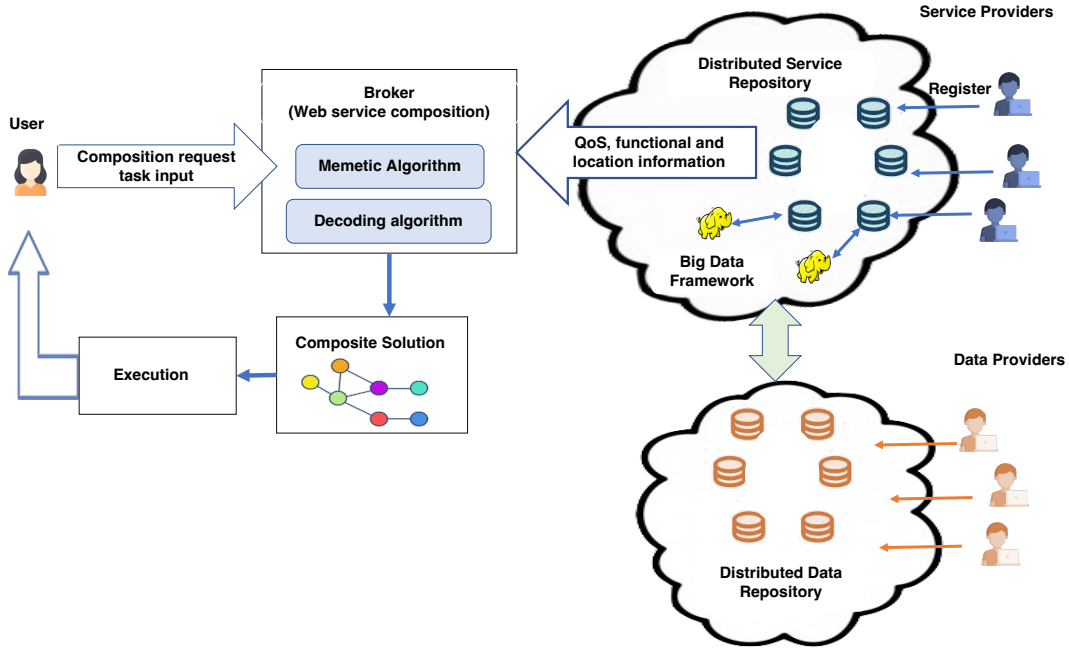 Service Providers
Distributed Service
Repository
Register
Broker
(Web service composition)
User
Composition request
task input
Memetic Algorithm
Decoding algorithm
QoS, functional and
location information
Big Data
Framework
Composite Solution
Execution
Data Providers
Distributed Data
Repository